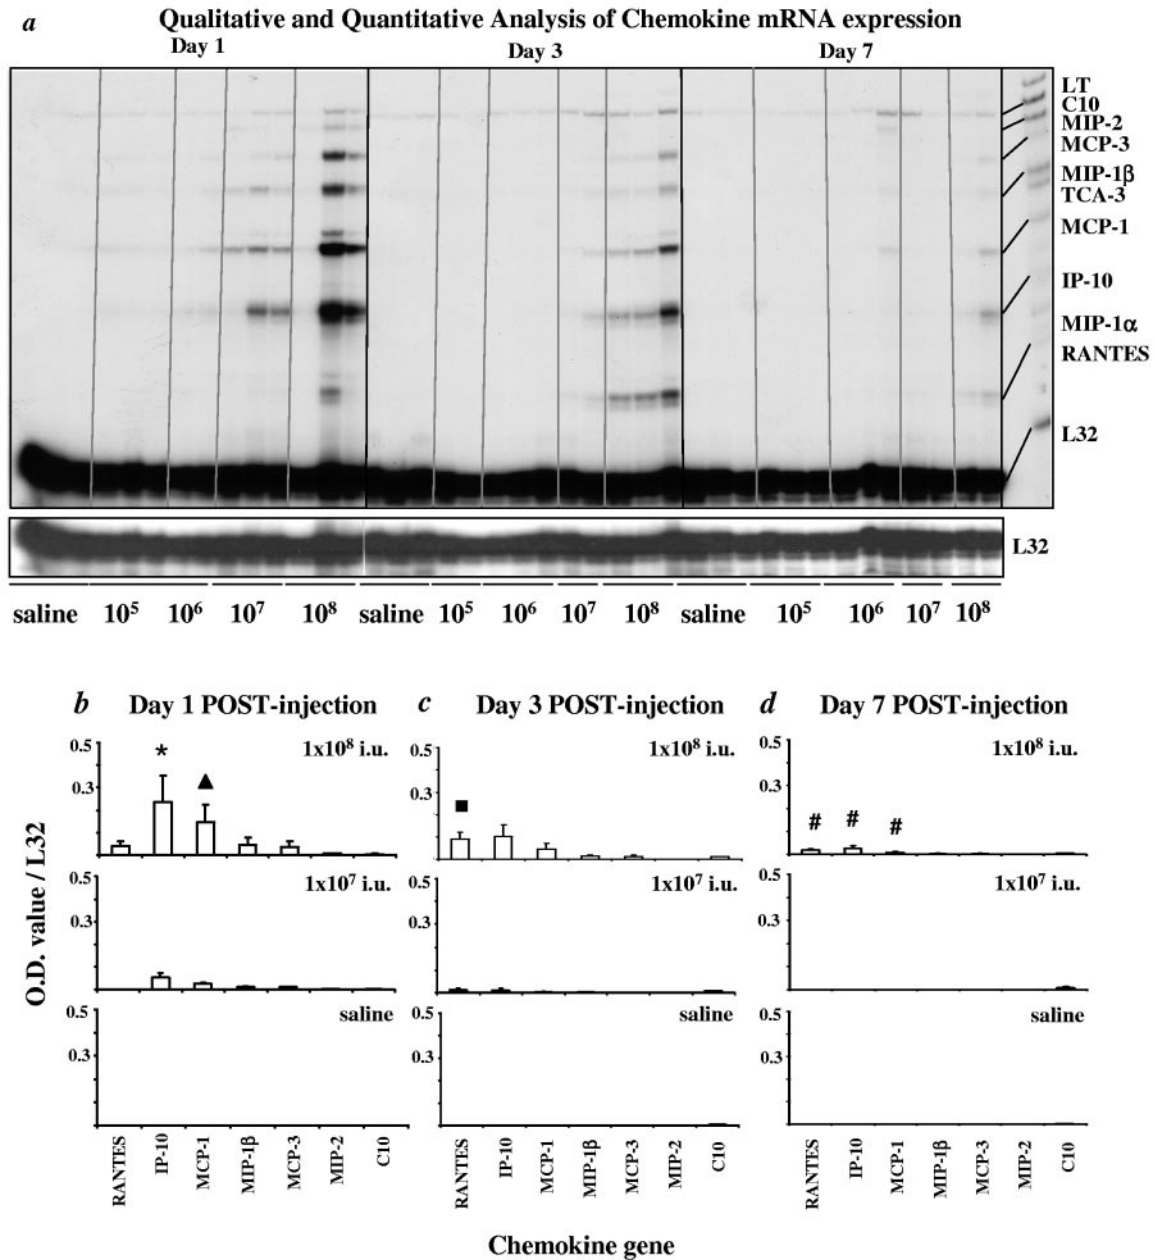 a Qualitative and Quantitative Analysis of Chemokine mRNA expression
Day 1 Day 3 Day 7
LT
C10
MIP-2
MCP-3
MIP-1β
TCA-3
MCP-1
IP-10
MIP-1α
RANTES
L32
L32
saline 10⁵ 10⁶ 10⁷ 10⁸ saline 10⁵ 10⁶ 10⁷ 10⁸ saline 10⁵ 10⁶ 10⁷ 10⁸
b Day 1 POST-injection c Day 3 POST-injection d Day 7 POST-injection
0.5 1x10⁸ i.u. 0.5 1x10⁸ i.u. 0.5 1x10⁸ i.u.
*
0.3 0.3 0.3
# # #
0.5 1x10⁷ i.u. 0.5 1x10⁷ i.u. 0.5 1x10⁷ i.u.
0.3 0.3 0.3
O.D. value / L32
0.5 saline 0.5 saline 0.5 saline
0.3 0.3 0.3
RANTES IP-10 MCP-1 MIP-1β MCP-3 MIP-2 C10 RANTES IP-10 MCP-1 MIP-1β MCP-3 MIP-2 C10 RANTES IP-10 MCP-1 MIP-1β MCP-3 MIP-2 C10
Chemokine gene